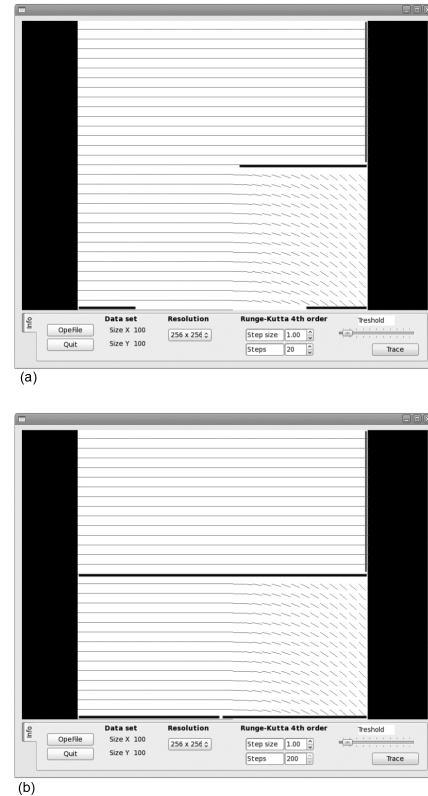 Info
Data set
Resolution
Runge-Kutta 4th order
Treshold
OpeFile
Size X 100
256 x 256
Step size 1.00
Quit
Size Y 100
Steps 20
Trace
(a)
Info
Data set
Resolution
Runge-Kutta 4th order
Treshold
OpeFile
Size X 100
256 x 256
Step size 1.00
Quit
Size Y 100
Steps 200
Trace
(b)